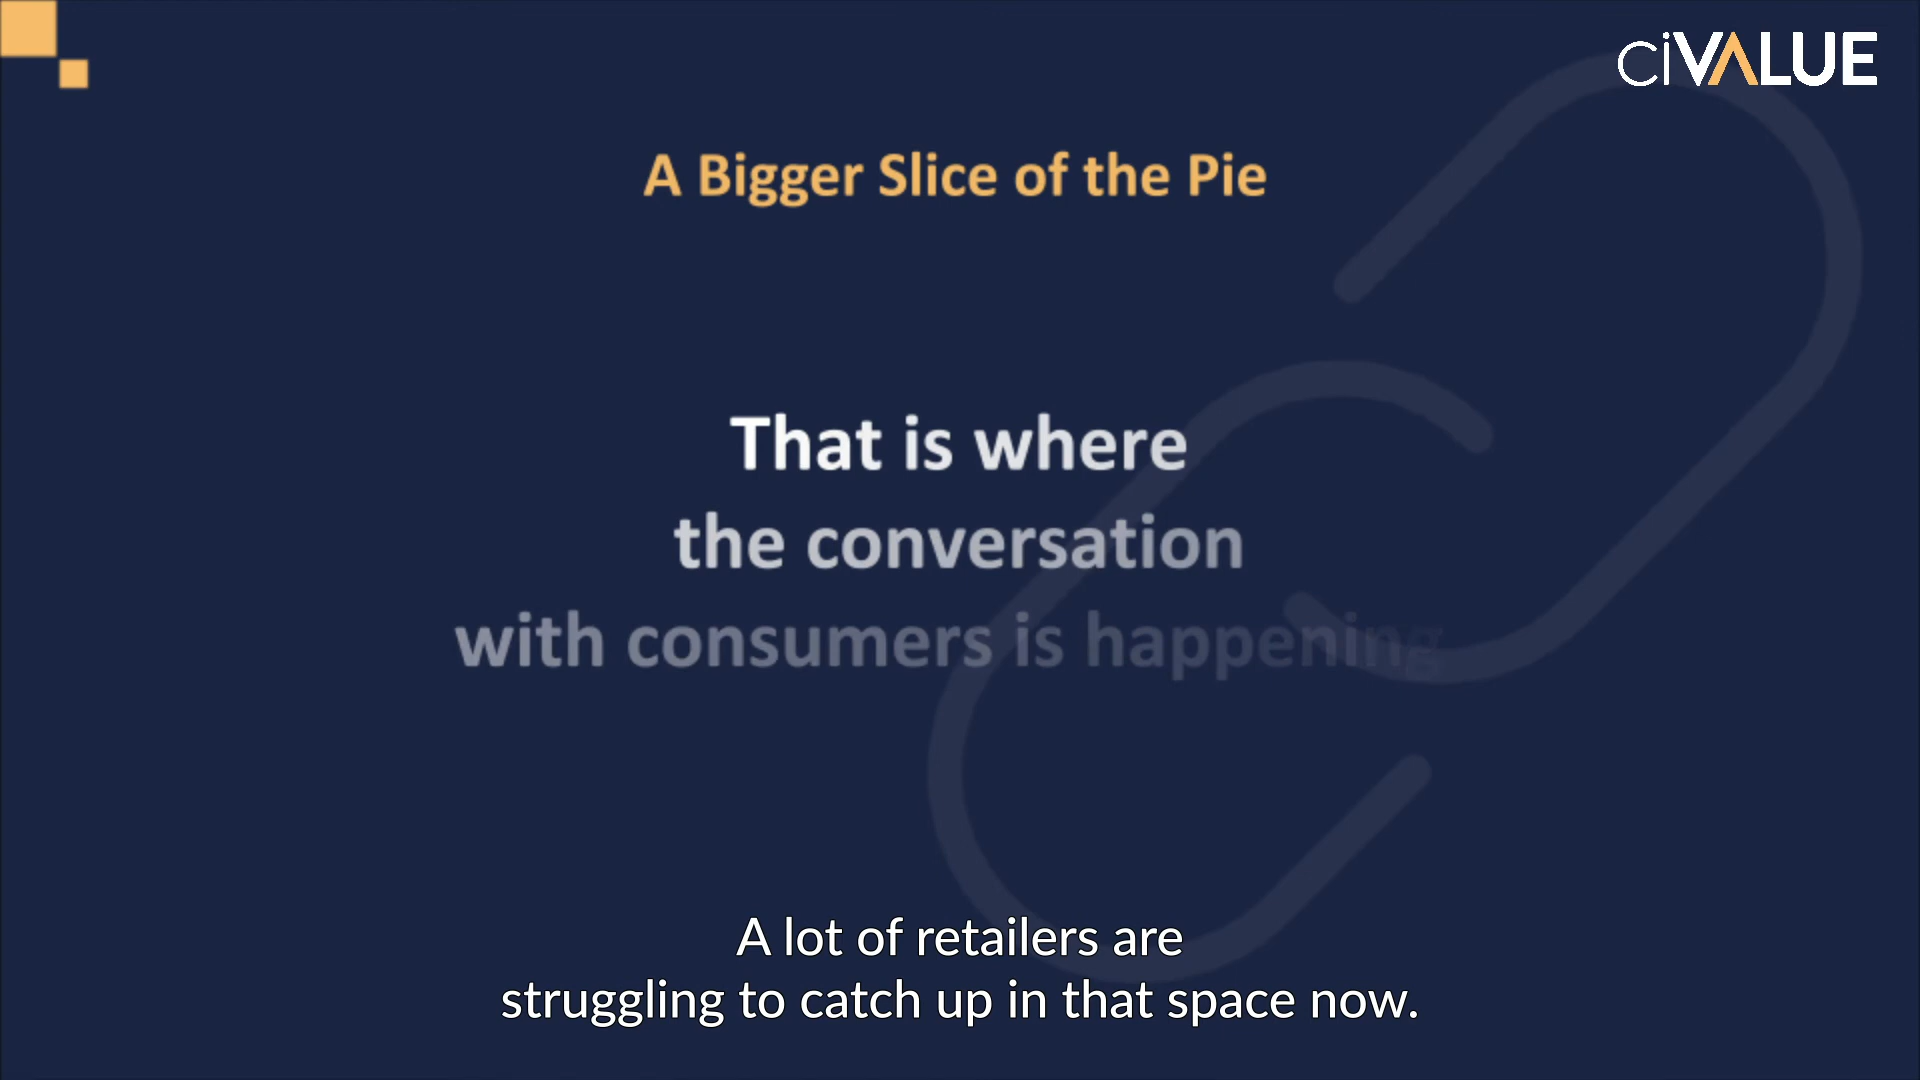 ciVALUE
A Bigger Slice of the Pie
That is where
the conversation
with consumers is happening
A lot of retailers are
struggling to catch up in that space now.